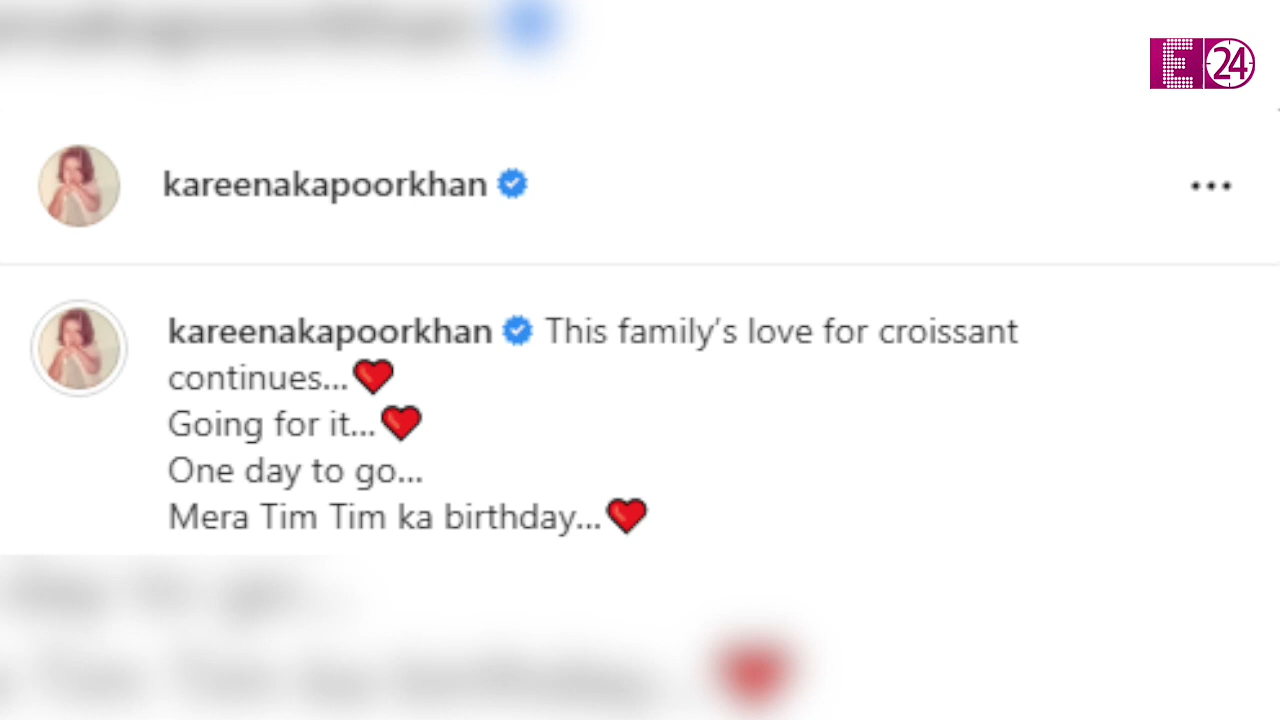 E 24
kareenakapoorkhan
kareenakapoorkhan This family's love for croissant
continues...❤️
Going for it...❤️
One day to go...
Mera Tim Tim ka birthday...❤️